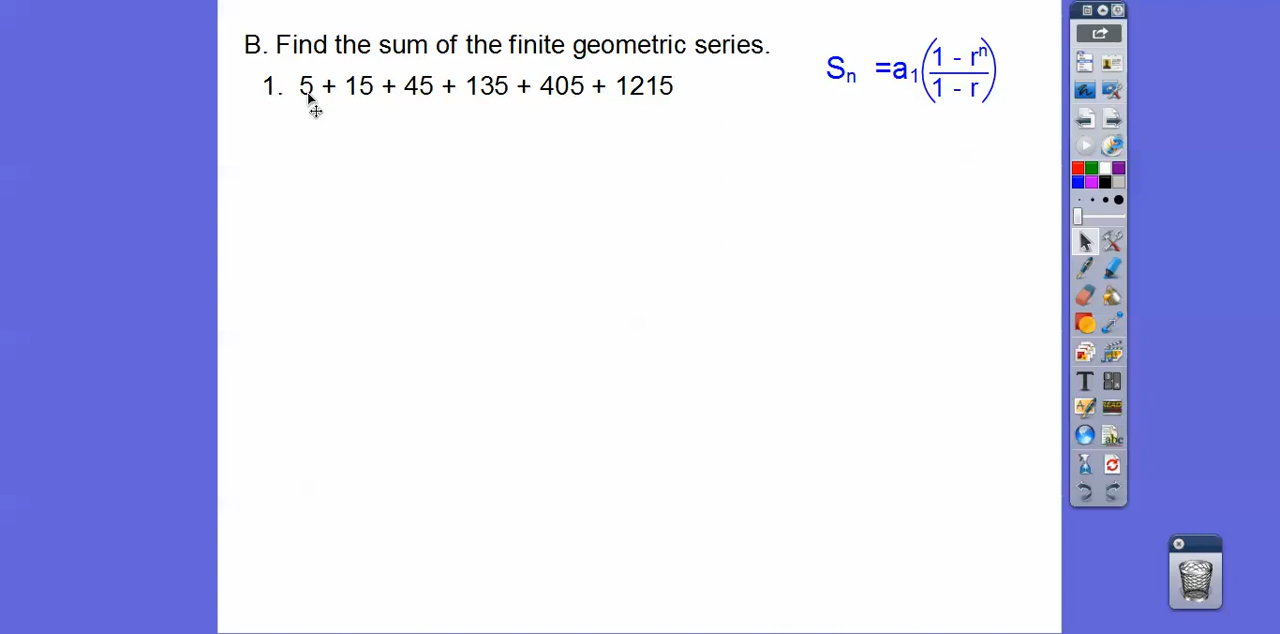 B. Find the sum of the finite geometric series.
1. 5 + 15 + 45 + 135 + 405 + 1215
Sₙ = a₁((1 - rⁿ)/(1 - r))